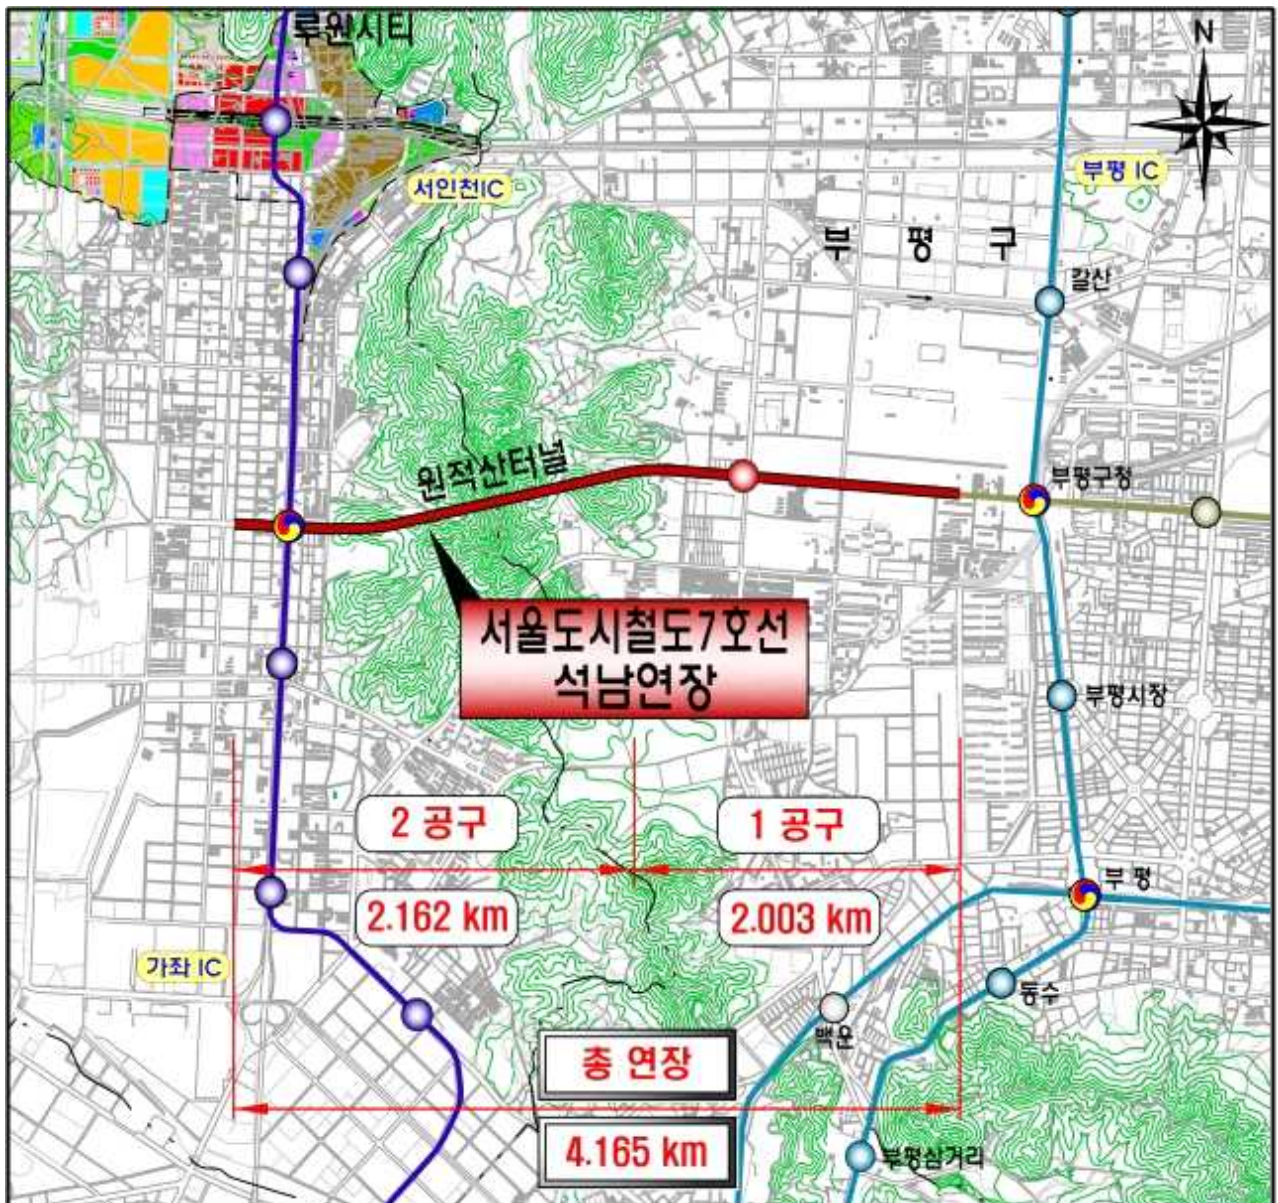 루원시티
N
서인천IC
부평 IC
부 평 구
갈산
원적산터널
부평구청
서울도시철도7호선
석남연장
부평시장
2 공구
1 공구
부 평
2.162 km
2.003 km
가좌 IC
동수
백운
총 연장
4.165 km
부평삼거리